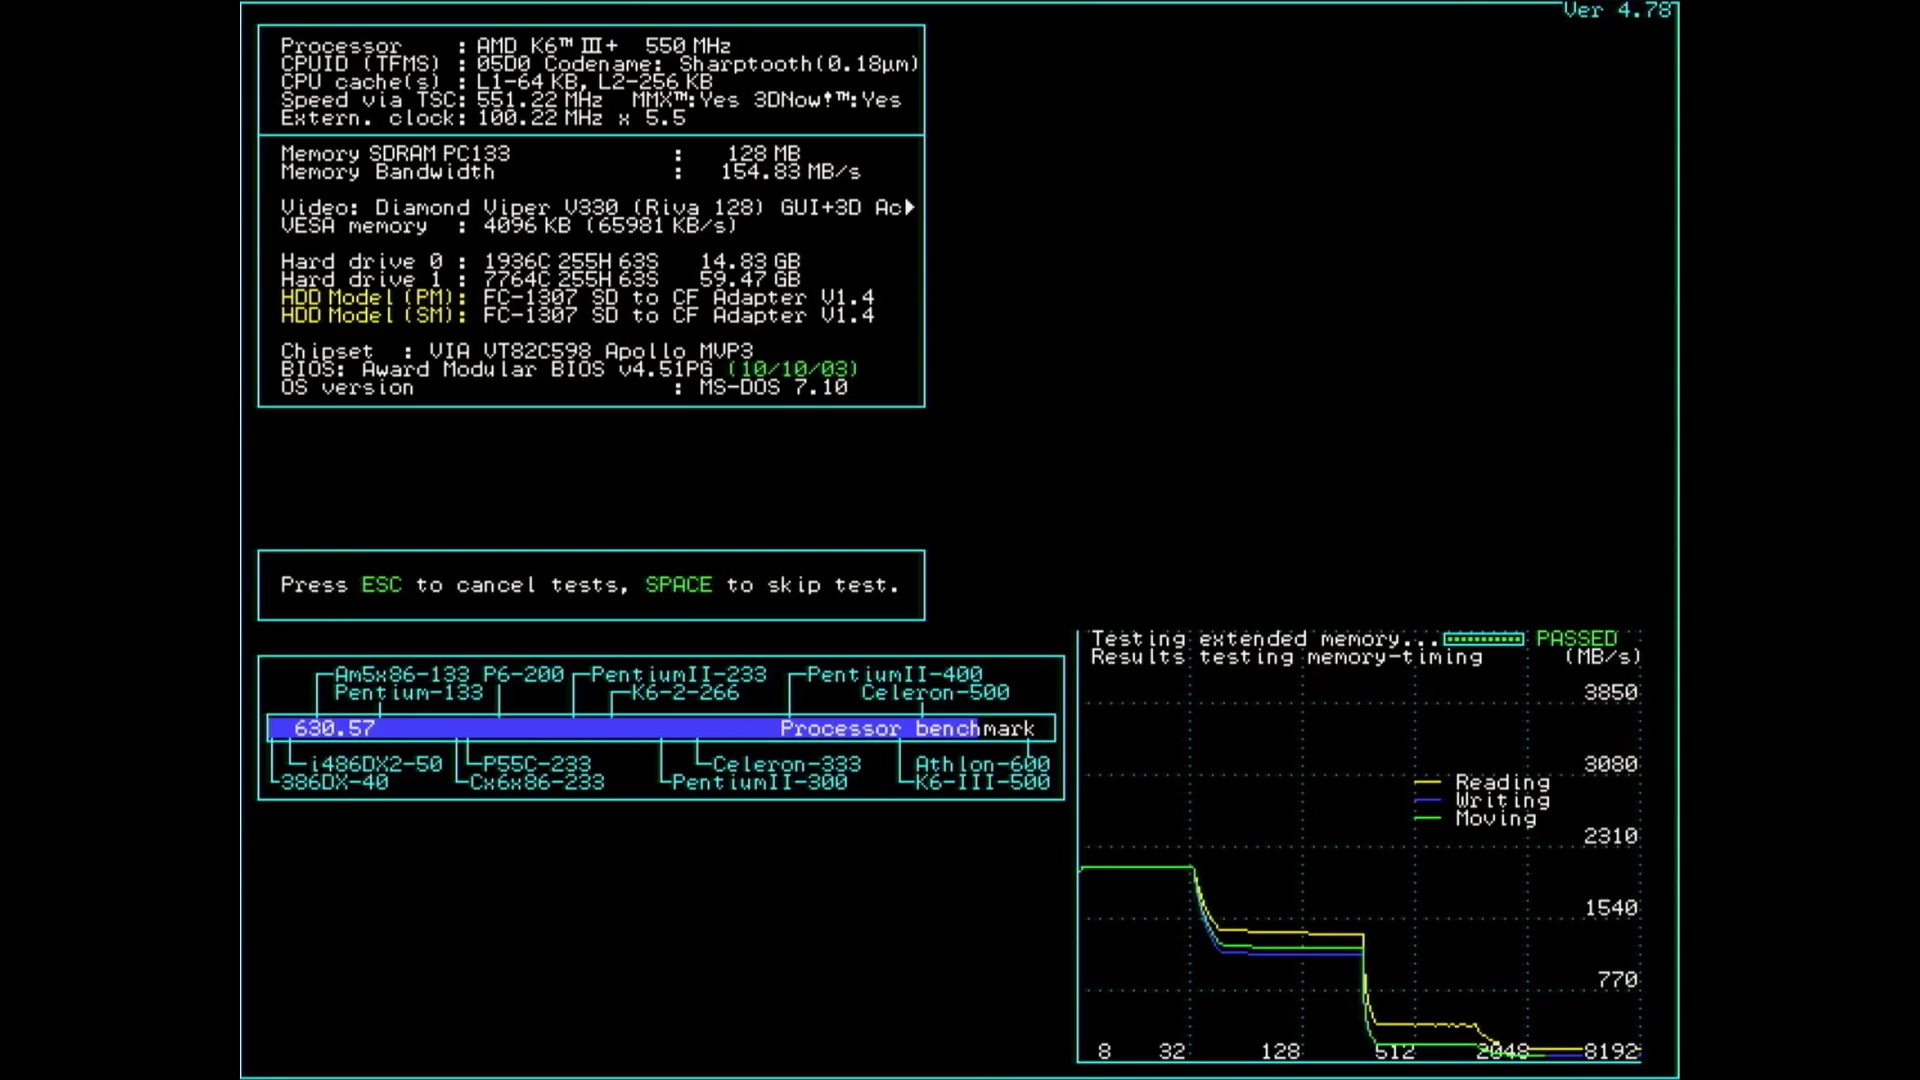 Ver 4.78
Processor : AMD K6™ III+ 550 MHz
CPUID (TFMS) : 05D0 Codename: Sharptooth(0.18µm)
CPU cache(s) : L1-64 KB, L2-256 KB
Speed via TSC: 551.22 MHz MMX™:Yes 3DNow!™:Yes
Extern. clock: 100.22 MHz x 5.5
Memory SDRAM PC133 : 128 MB
Memory Bandwidth : 154.83 MB/s
Video: Diamond Viper V330 (Riva 128) GUI+3D Ac
VESA memory : 4096 KB (65981 KB/s)
Hard drive 0 : 1936C 255H 63S 14.83 GB
Hard drive 1 : 7764C 255H 63S 59.47 GB
HDD Model (PM): FC-1307 SD to CF Adapter V1.4
HDD Model (SM): FC-1307 SD to CF Adapter V1.4
Chipset : VIA VT82C598 Apollo MVP3
BIOS: Award Modular BIOS v4.51PG (10/10/03)
OS version : MS-DOS 7.10
Press ESC to cancel tests, SPACE to skip test.
Am5x86-133 P6-200 PentiumII-233 PentiumII-400
Pentium-133 K6-2-266 Celeron-500
630.57 Processor benchmark
i486DX2-50 P55C-233 Celeron-333 Athlon-600
386DX-40 Cx6x86-233 PentiumII-300 K6-III-500
Testing extended memory... PASSED
Results testing memory-timing (MB/s)
3850
3080
Reading
Writing
Moving
2310
1540
770
8 32 128 512 2048 8192